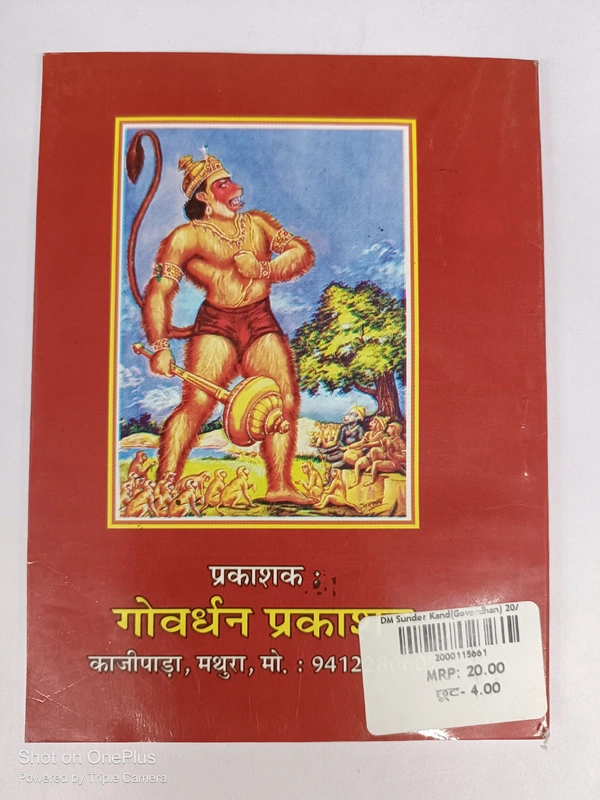 प्रकाशक :
गोवर्धन प्रकाशन
काजीपाड़ा, मथुरा, मो. :
DM Sunder Kand(Goverdhan) 20/
2000115661
MRP: 20.00
छूट- 4.00
Shot on OnePlus
Powered by Triple Camera